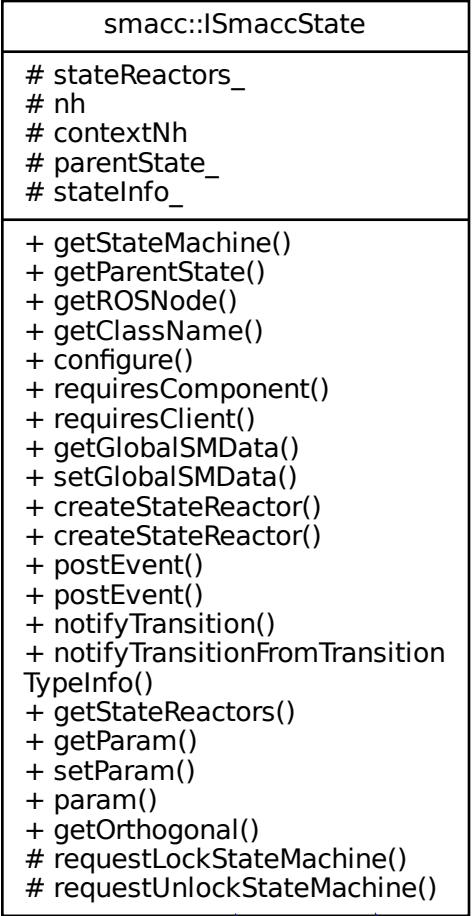 smacc::ISmaccState
# stateReactors_
# nh
# contextNh
# parentState_
# stateInfo_
+ getStateMachine()
+ getParentState()
+ getROSNode()
+ getClassName()
+ configure()
+ requiresComponent()
+ requiresClient()
+ getGlobalSMData()
+ setGlobalSMData()
+ createStateReactor()
+ createStateReactor()
+ postEvent()
+ postEvent()
+ notifyTransition()
+ notifyTransitionFromTransition
TypeInfo()
+ getStateReactors()
+ getParam()
+ setParam()
+ param()
+ getOrthogonal()
# requestLockStateMachine()
# requestUnlockStateMachine()